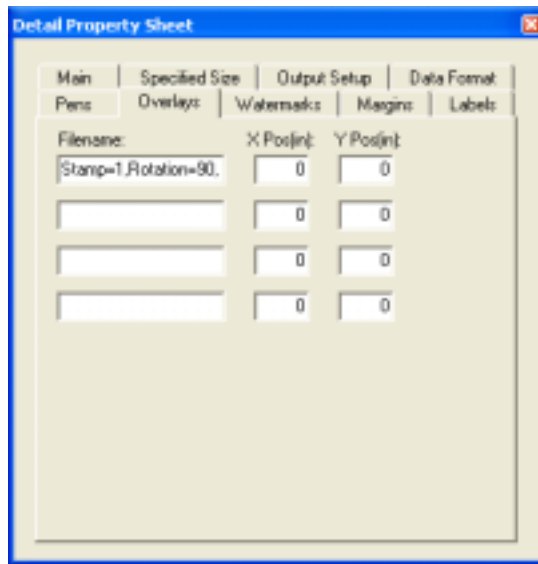 Detail Property Sheet
Main Specified Size Output Setup Data Format
Pens Overlays Watermarks Margins Labels
Filename: X Pos[in]: Y Pos[in]:
Stamp=1,Rotation=90, 0 0
0 0
0 0
0 0